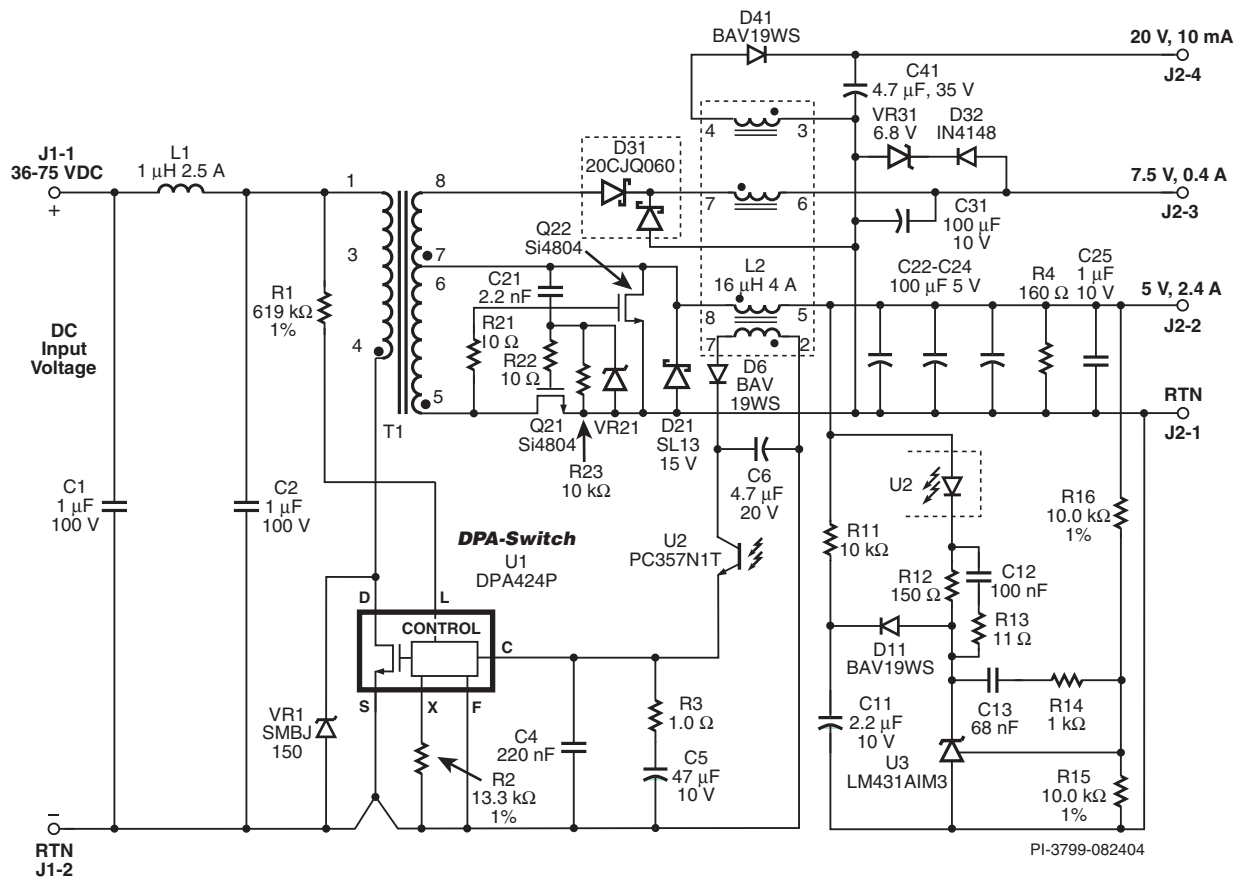 D41
BAV19WS
20 V, 10 mA
J2-4
C41
4.7 µF, 35 V
4
3
VR31
6.8 V
D32
IN4148
D31
20CJQ060
J1-1
36-75 VDC
+
L1
1 µH 2.5 A
1
8
7
6
7.5 V, 0.4 A
J2-3
C31
100 µF
10 V
Q22
Si4804
3
7
6
C21
2.2 nF
L2
16 µH 4 A
C22-C24
100 µF 5 V
R4
160 Ω
C25
1 µF
10 V
5 V, 2.4 A
J2-2
R1
619 kΩ
1%
8
5
7
2
DC
Input
Voltage
4
R21
10 Ω
R22
10 Ω
D6
BAV
19WS
5
T1
Q21
Si4804
VR21
D21
SL13
15 V
RTN
J2-1
R23
10 kΩ
C6
4.7 µF
20 V
U2
C1
1 µF
100 V
C2
1 µF
100 V
R16
10.0 kΩ
1%
DPA-Switch
U1
DPA424P
U2
PC357N1T
R11
10 kΩ
R12
150 Ω
C12
100 nF
R13
11 Ω
D
L
CONTROL
C
D11
BAV19WS
S
X
F
C13
68 nF
R14
1 kΩ
VR1
SMBJ
150
C4
220 nF
R3
1.0 Ω
C11
2.2 µF
10 V
R2
13.3 kΩ
1%
C5
47 µF
10 V
U3
LM431AIM3
R15
10.0 kΩ
1%
–
RTN
J1-2
PI-3799-082404